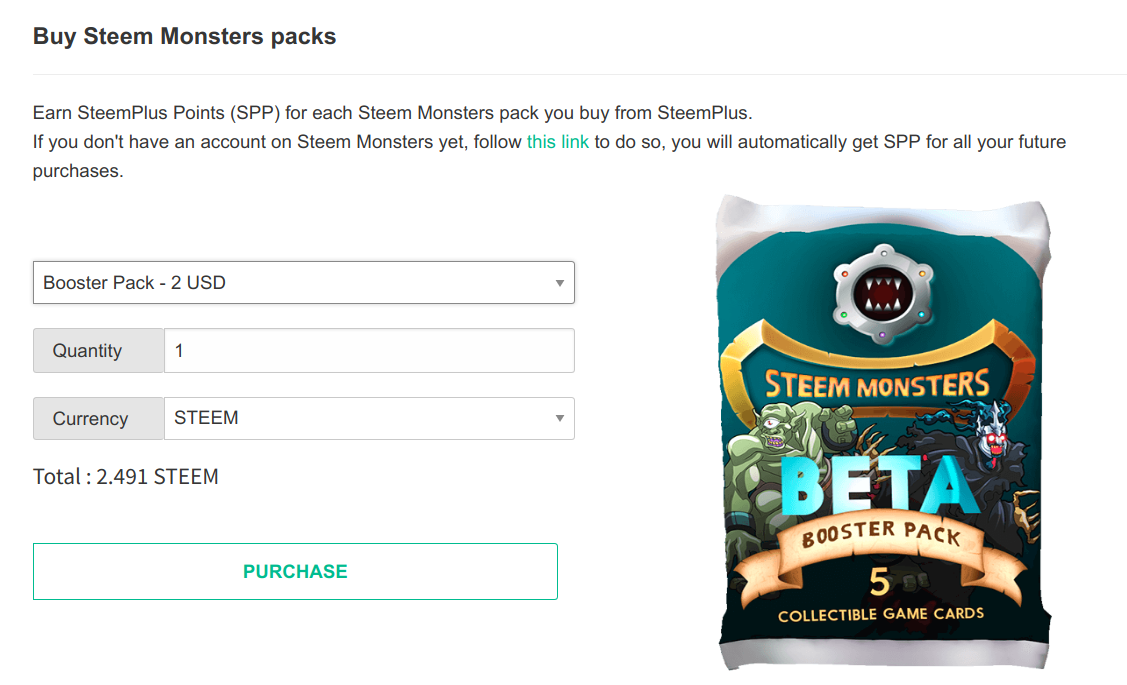 Buy Steem Monsters packs
Earn SteemPlus Points (SPP) for each Steem Monsters pack you buy from SteemPlus.
If you don't have an account on Steem Monsters yet, follow this link to do so, you will automatically get SPP for all your future
purchases.
Booster Pack - 2 USD
Quantity 1
Currency STEEM
Total : 2.491 STEEM
PURCHASE
STEEM MONSTERS
BETA
BOOSTER PACK
5
COLLECTIBLE GAME CARDS